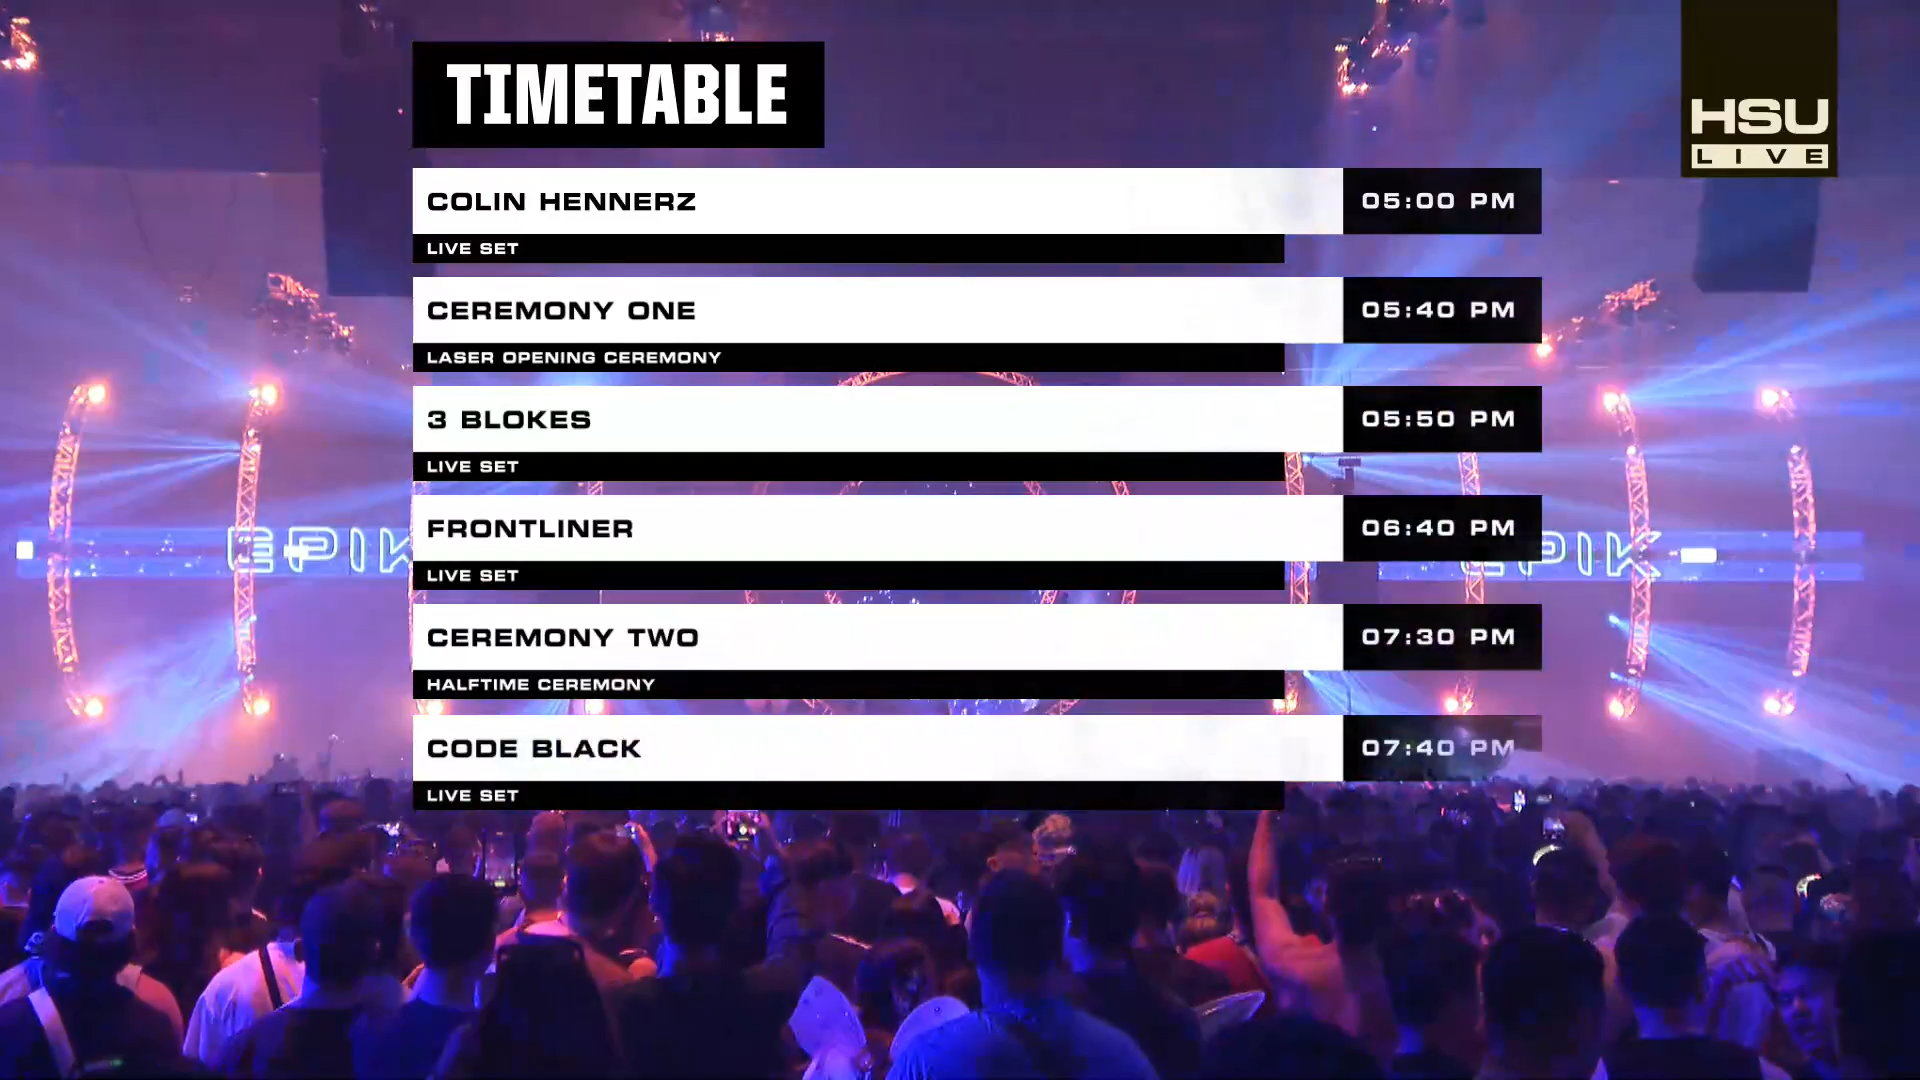 TIMETABLE
HSU
LIVE
COLIN HENNERZ 05:00 PM
LIVE SET
CEREMONY ONE 05:40 PM
LASER OPENING CEREMONY
3 BLOKES 05:50 PM
LIVE SET
FRONTLINER 06:40 PM
LIVE SET
EPIK EPIK
CEREMONY TWO 07:30 PM
HALFTIME CEREMONY
CODE BLACK 07:40 PM
LIVE SET